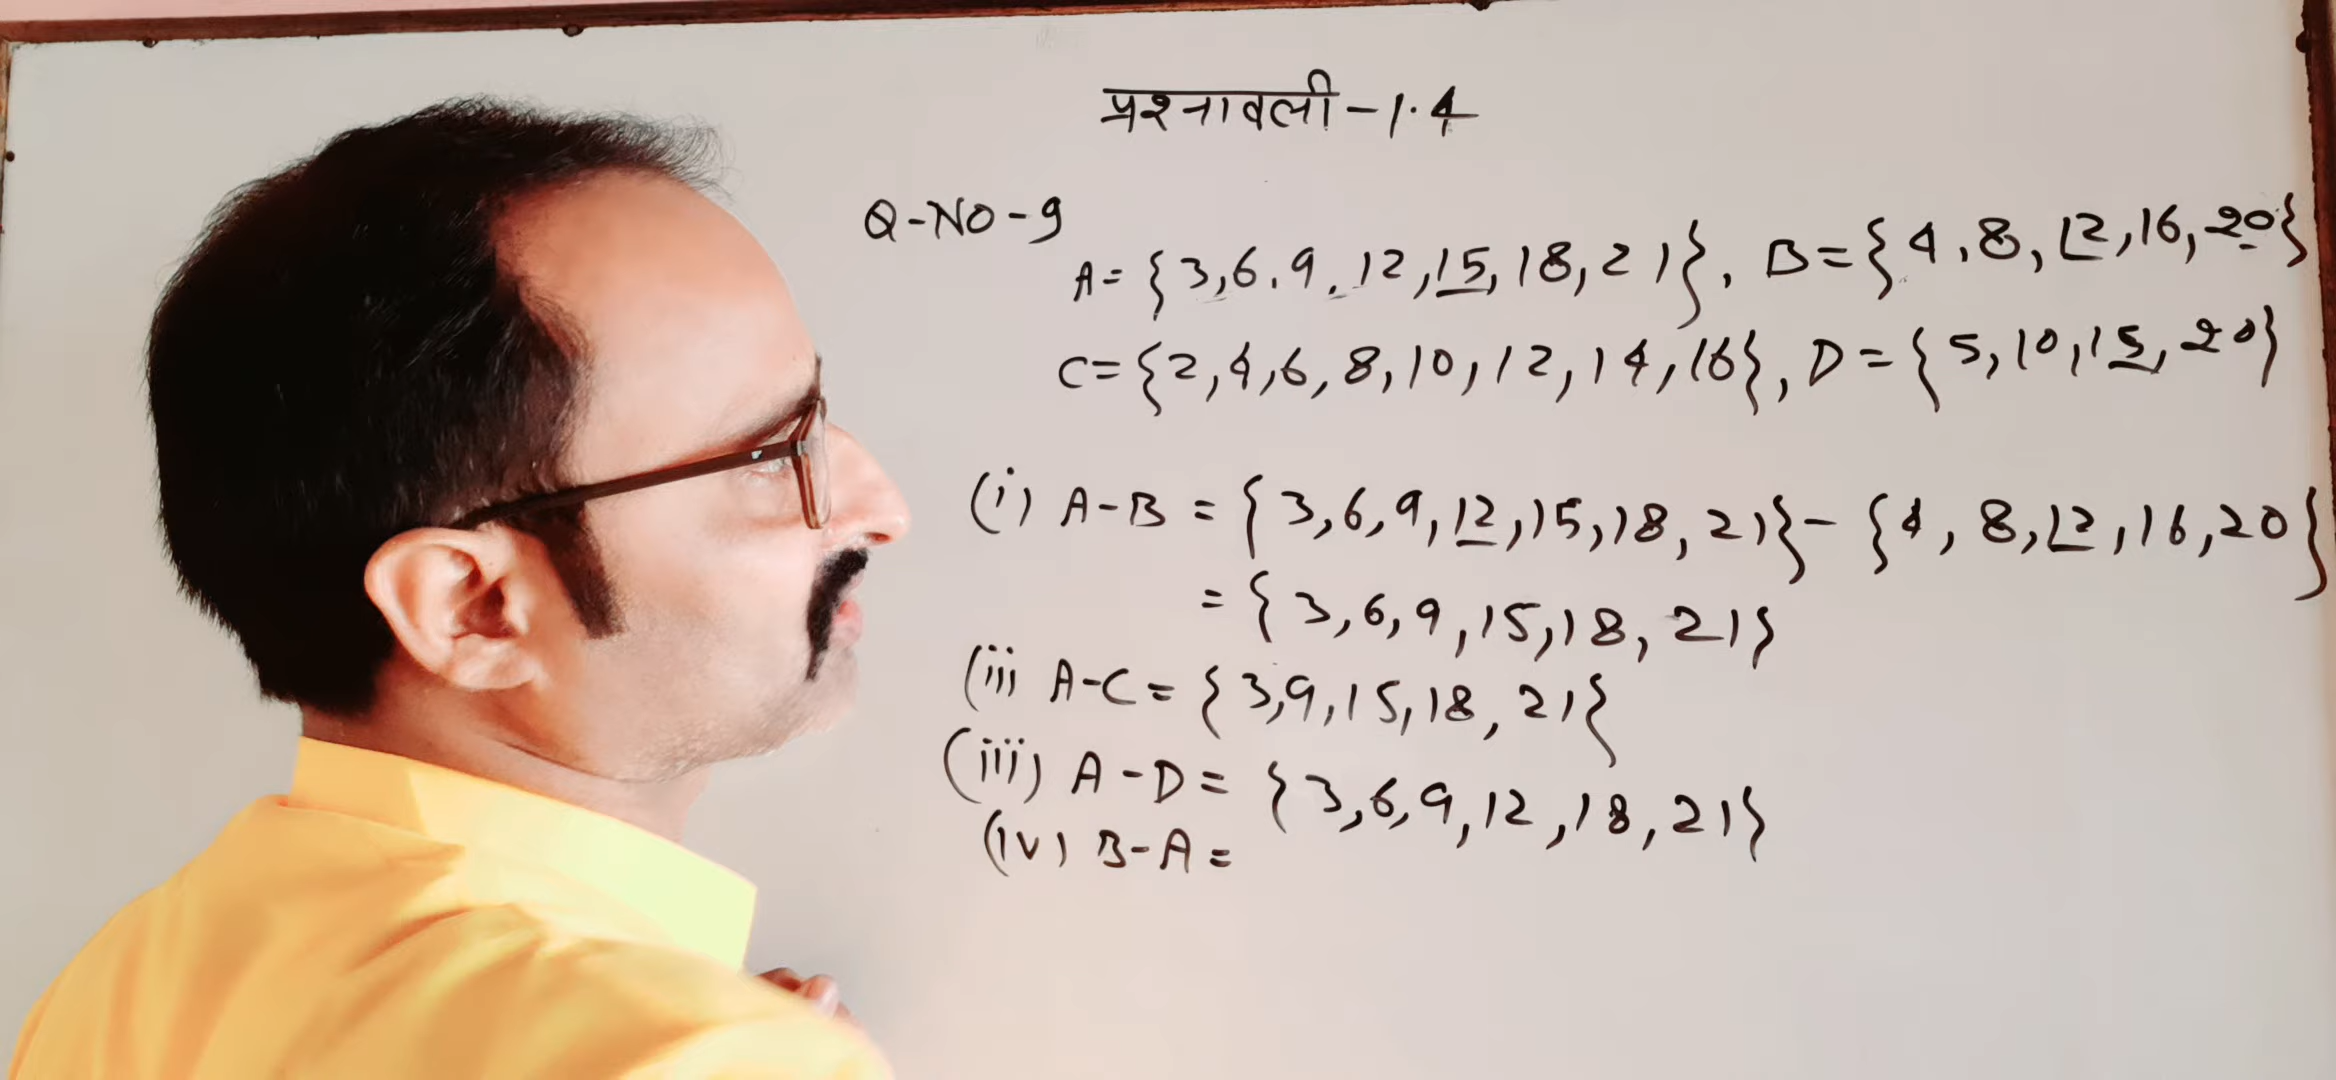 प्रश्नावली-1.4
Q-NO-9
A= {3,6,9,12,15,18,21}, B={4,8,12,16,20}
C={2,4,6,8,10,12,14,16}, D={5,10,15,20}
(i) A-B = {3,6,9,12,15,18,21}-{4,8,12,16,20}
={3,6,9,15,18,21}
(iii A-C={3,9,15,18,21{
(iii) A-D= {3,6,9,12,18,21}
(iv) B-A=